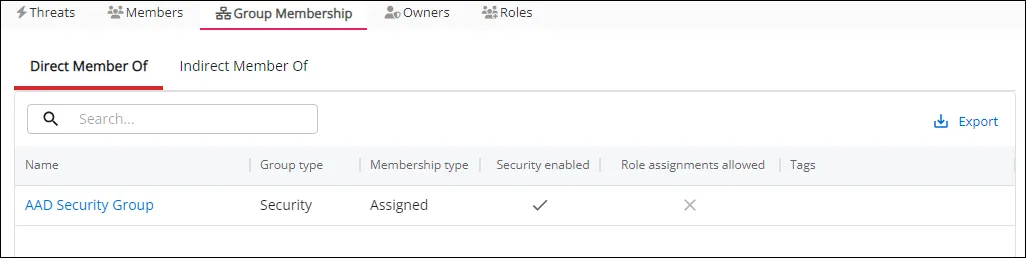 Threats Members Group Membership Owners Roles
Direct Member Of Indirect Member Of
Search...
Export
Name Group type Membership type Security enabled Role assignments allowed Tags
AAD Security Group Security Assigned